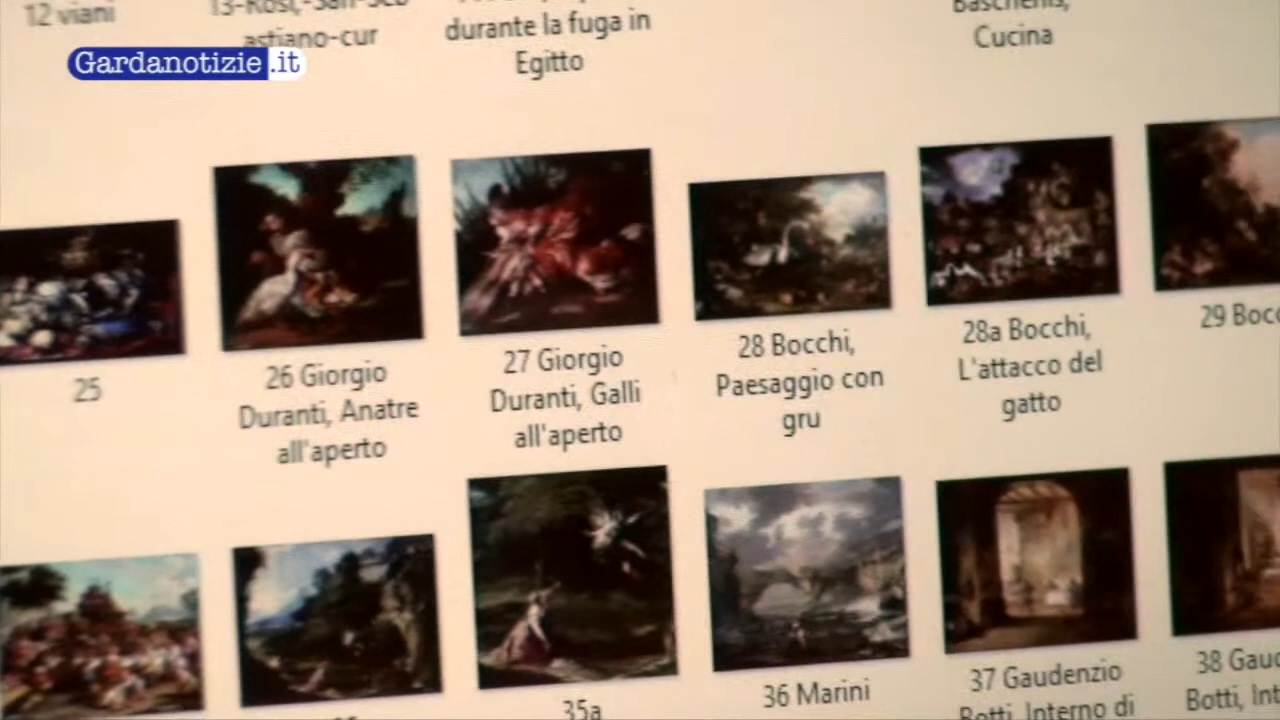 12 viani
astiano-cur
durante la fuga in
Egitto
Cucina
Gardanotizie.it
25
26 Giorgio
Duranti, Anatre
all'aperto
27 Giorgio
Duranti, Galli
all'aperto
28 Bocchi,
Paesaggio con
gru
28a Bocchi,
L'attacco del
gatto
29 Bocc
35a
36 Marini
37 Gaudenzio
Botti, Interno di
38 Gaud
Botti, Int